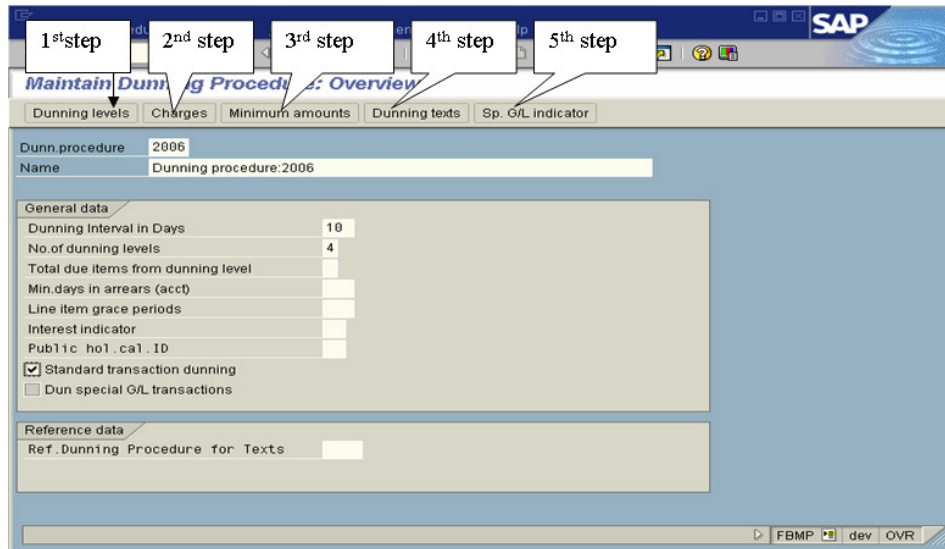 SAP
1ststep 2nd step 3rd step 4th step 5th step
Maintain Dunning Procedure: Overview
Dunning levels Charges Minimum amounts Dunning texts Sp. G/L indicator
Dunn.procedure 2006
Name Dunning procedure:2006
General data
Dunning Interval in Days 10
No.of dunning levels 4
Total due items from dunning level
Min.days in arrears (acct)
Line item grace periods
Interest indicator
Public hol.cal.ID
Standard transaction dunning
Dun special G/L transactions
Reference data
Ref.Dunning Procedure for Texts
FBMP dev OVR